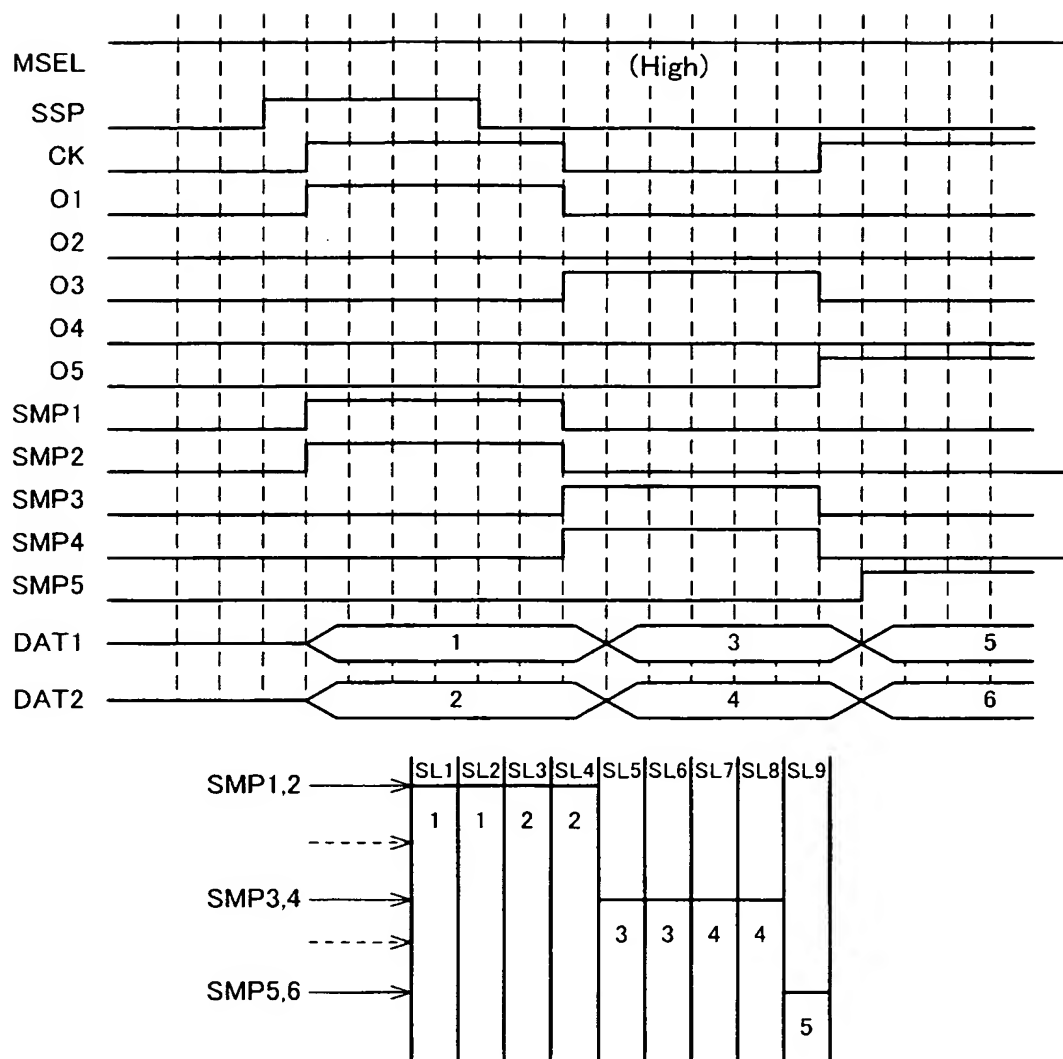 MSEL (High)
SSP
CK
O1
O2
O3
O4
O5
SMP1
SMP2
SMP3
SMP4
SMP5
DAT1 1 3 5
DAT2 2 4 6
SL1 SL2 SL3 SL4 SL5 SL6 SL7 SL8 SL9
SMP1,2
1 1 2 2
SMP3,4
3 3 4 4
SMP5,6
5